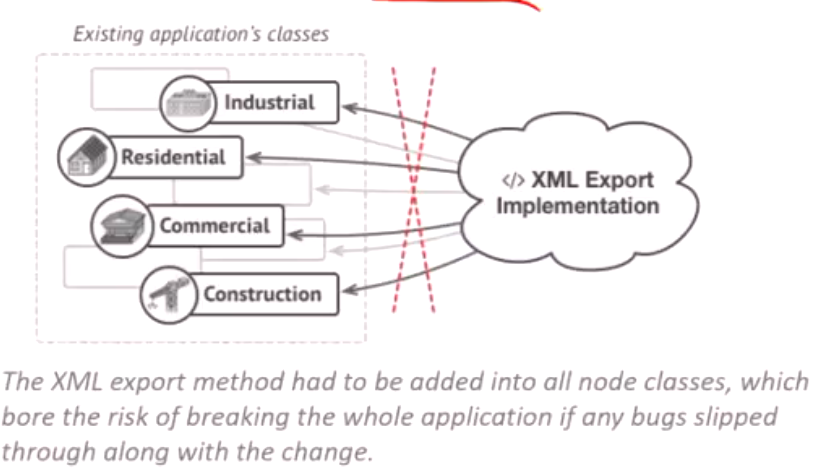 Existing application's classes
Industrial
Residential
Commercial
Construction
</> XML Export
Implementation
The XML export method had to be added into all node classes, which
bore the risk of breaking the whole application if any bugs slipped
through along with the change.